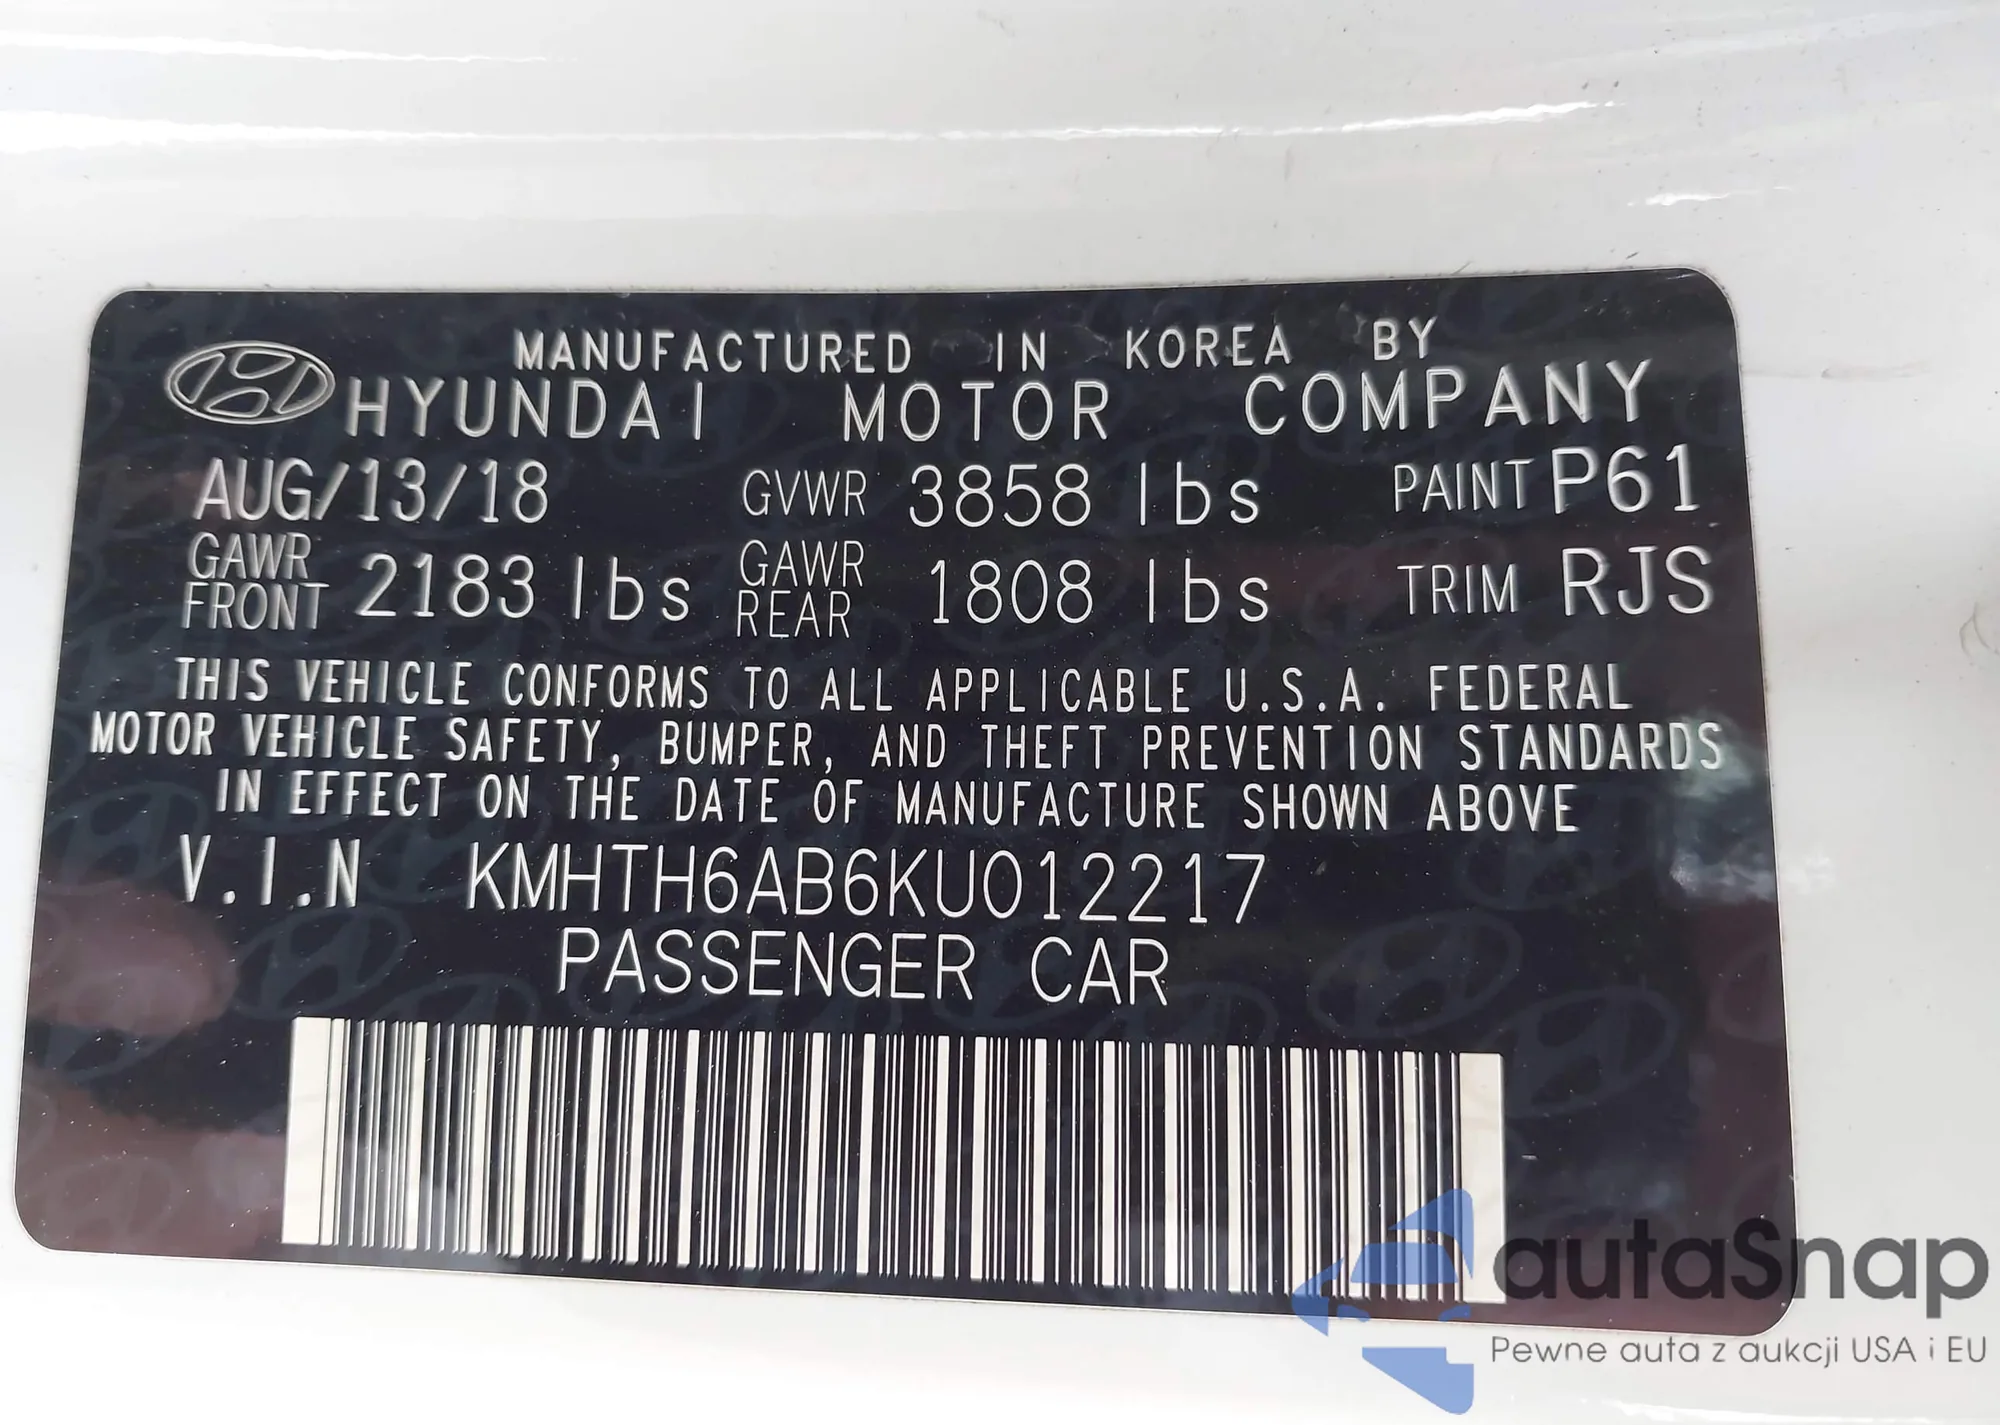 MANUFACTURED IN KOREA BY
HYUNDAI MOTOR COMPANY
AUG/13/18 GVWR 3858 lbs PAINT P61
GAWR FRONT 2183 lbs GAWR REAR 1808 lbs TRIM RJS
THIS VEHICLE CONFORMS TO ALL APPLICABLE U.S.A. FEDERAL
MOTOR VEHICLE SAFETY, BUMPER, AND THEFT PREVENTION STANDARDS
IN EFFECT ON THE DATE OF MANUFACTURE SHOWN ABOVE
V.I.N KMHTH6AB6KU012217
PASSENGER CAR
autaSnap
Pewne auta z aukcji USA i EU